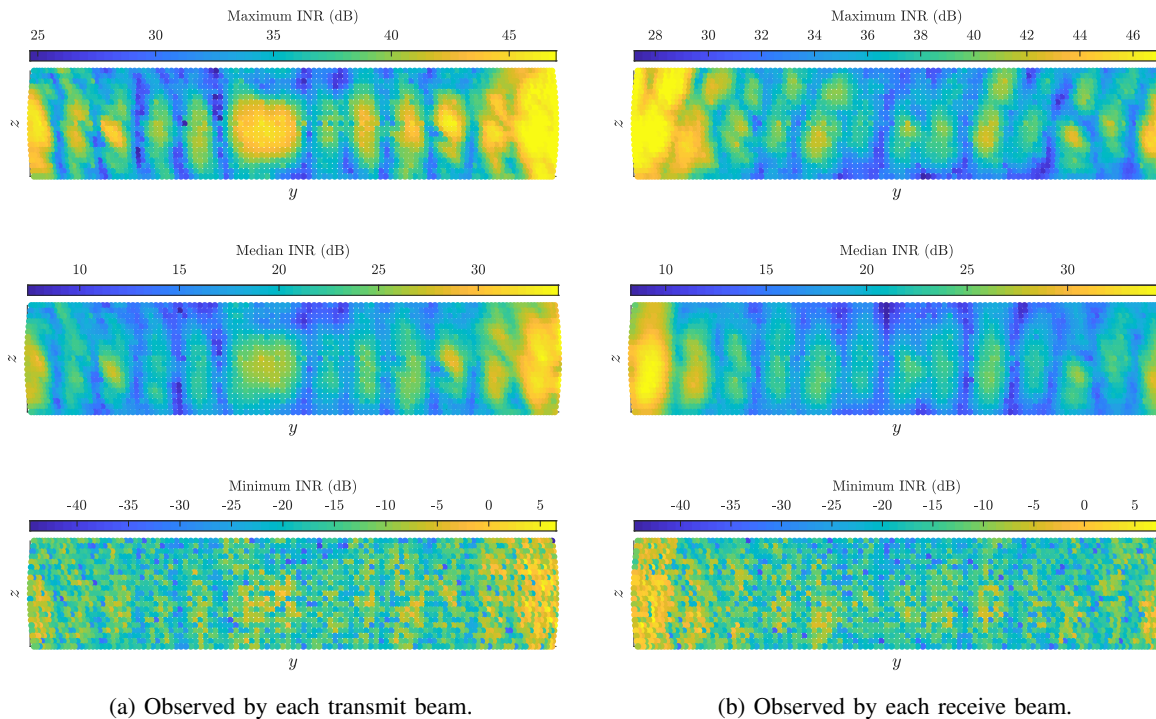 Maximum INR (dB)
25 30 35 40 45
z
y
Median INR (dB)
10 15 20 25 30
z
y
Minimum INR (dB)
-40 -35 -30 -25 -20 -15 -10 -5 0 5
z
y
(a) Observed by each transmit beam.
Maximum INR (dB)
28 30 32 34 36 38 40 42 44 46
z
y
Median INR (dB)
10 15 20 25 30
z
y
Minimum INR (dB)
-40 -35 -30 -25 -20 -15 -10 -5 0 5
z
y
(b) Observed by each receive beam.